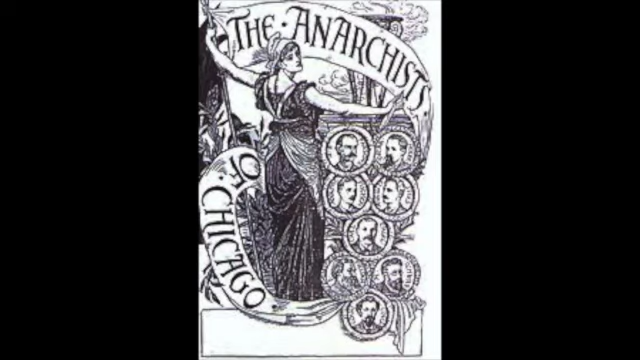 THE · ANARCHISTS
OF · CHICAGO